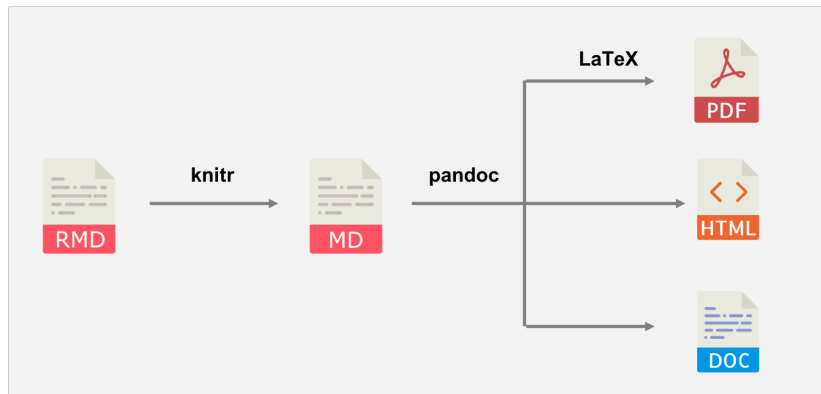 LaTeX
PDF
knitr
pandoc
RMD
MD
HTML
DOC